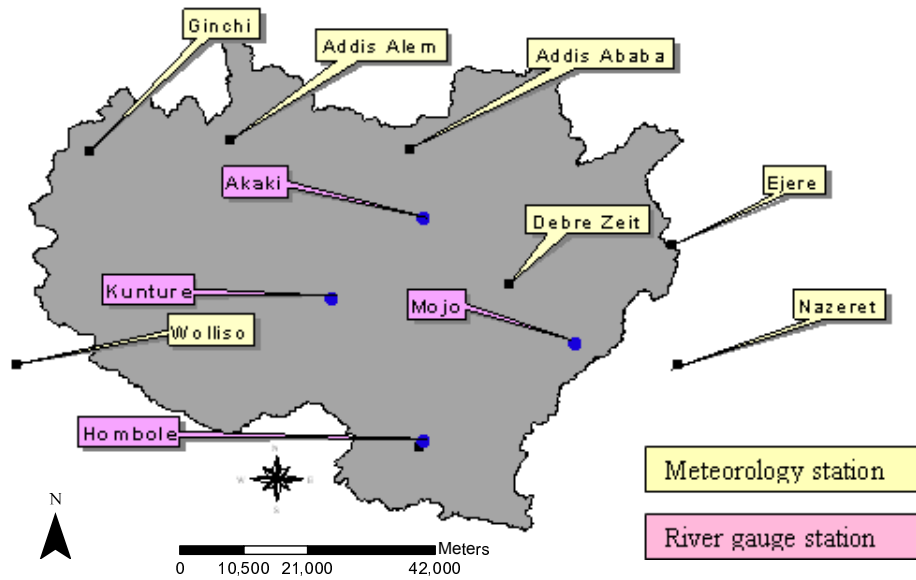 Ginchi
Addis Alem
Addis Ababa
Akaki
Ejere
Debre Zeit
Kunture
Mojo
Nazeret
Wolliso
Hombole
N
Meteorology station
N
W
S
River gauge station
Meters
0 10,500 21,000 42,000